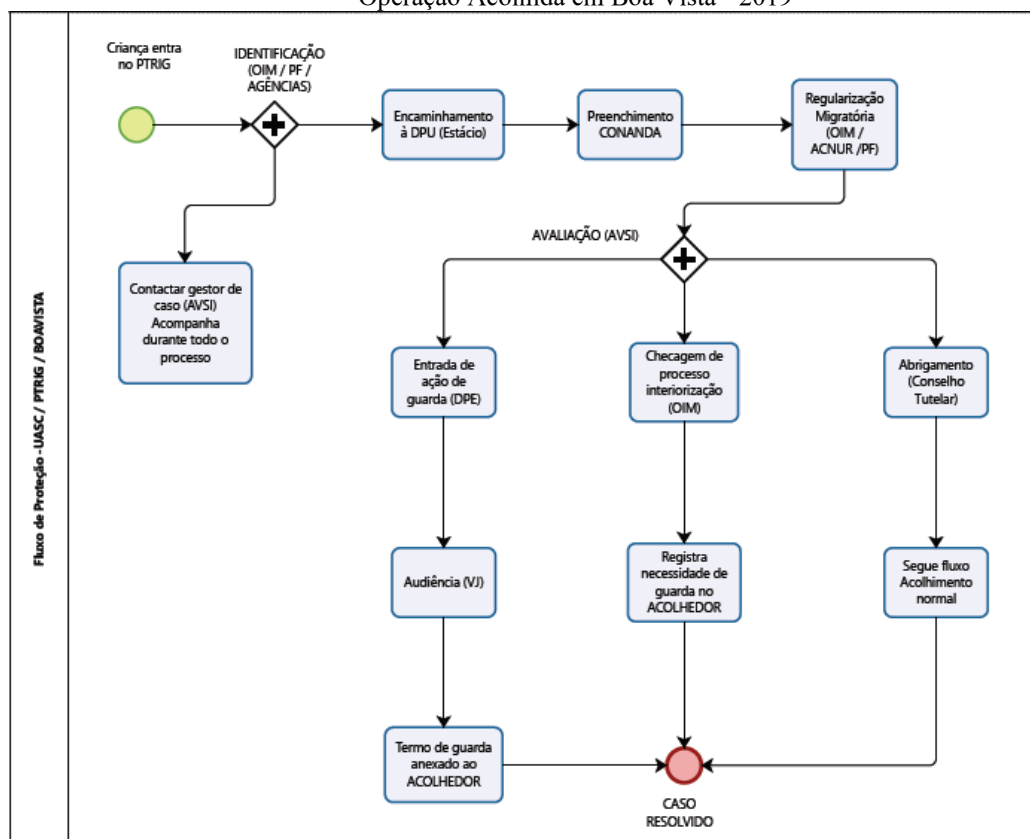 Operação Acolhida em Boa Vista - 2019
Criança entra
no PTRIG
IDENTIFICAÇÃO
(OIM / PF /
AGÊNCIAS)
Encaminhamento
à DPU (Estácio)
Preenchimento
CONANDA
Regularização
Migratória
(OIM /
ACNUR /PF)
Contactar gestor de
caso (AVSI)
Acompanha
durante todo o
processo
AVALIAÇÃO (AVSI)
Entrada de
ação de
guarda (DPE)
Checagem de
processo
interiorização
(OIM)
Abrigamento
(Conselho
Tutelar)
Audiência (VJ)
Registra
necessidade de
guarda no
ACOLHEDOR
Segue fluxo
Acolhimento
normal
Termo de guarda
anexado ao
ACOLHEDOR
CASO
RESOLVIDO
Fluxo de Proteção - UASC / PTRIG / BOAVISTA